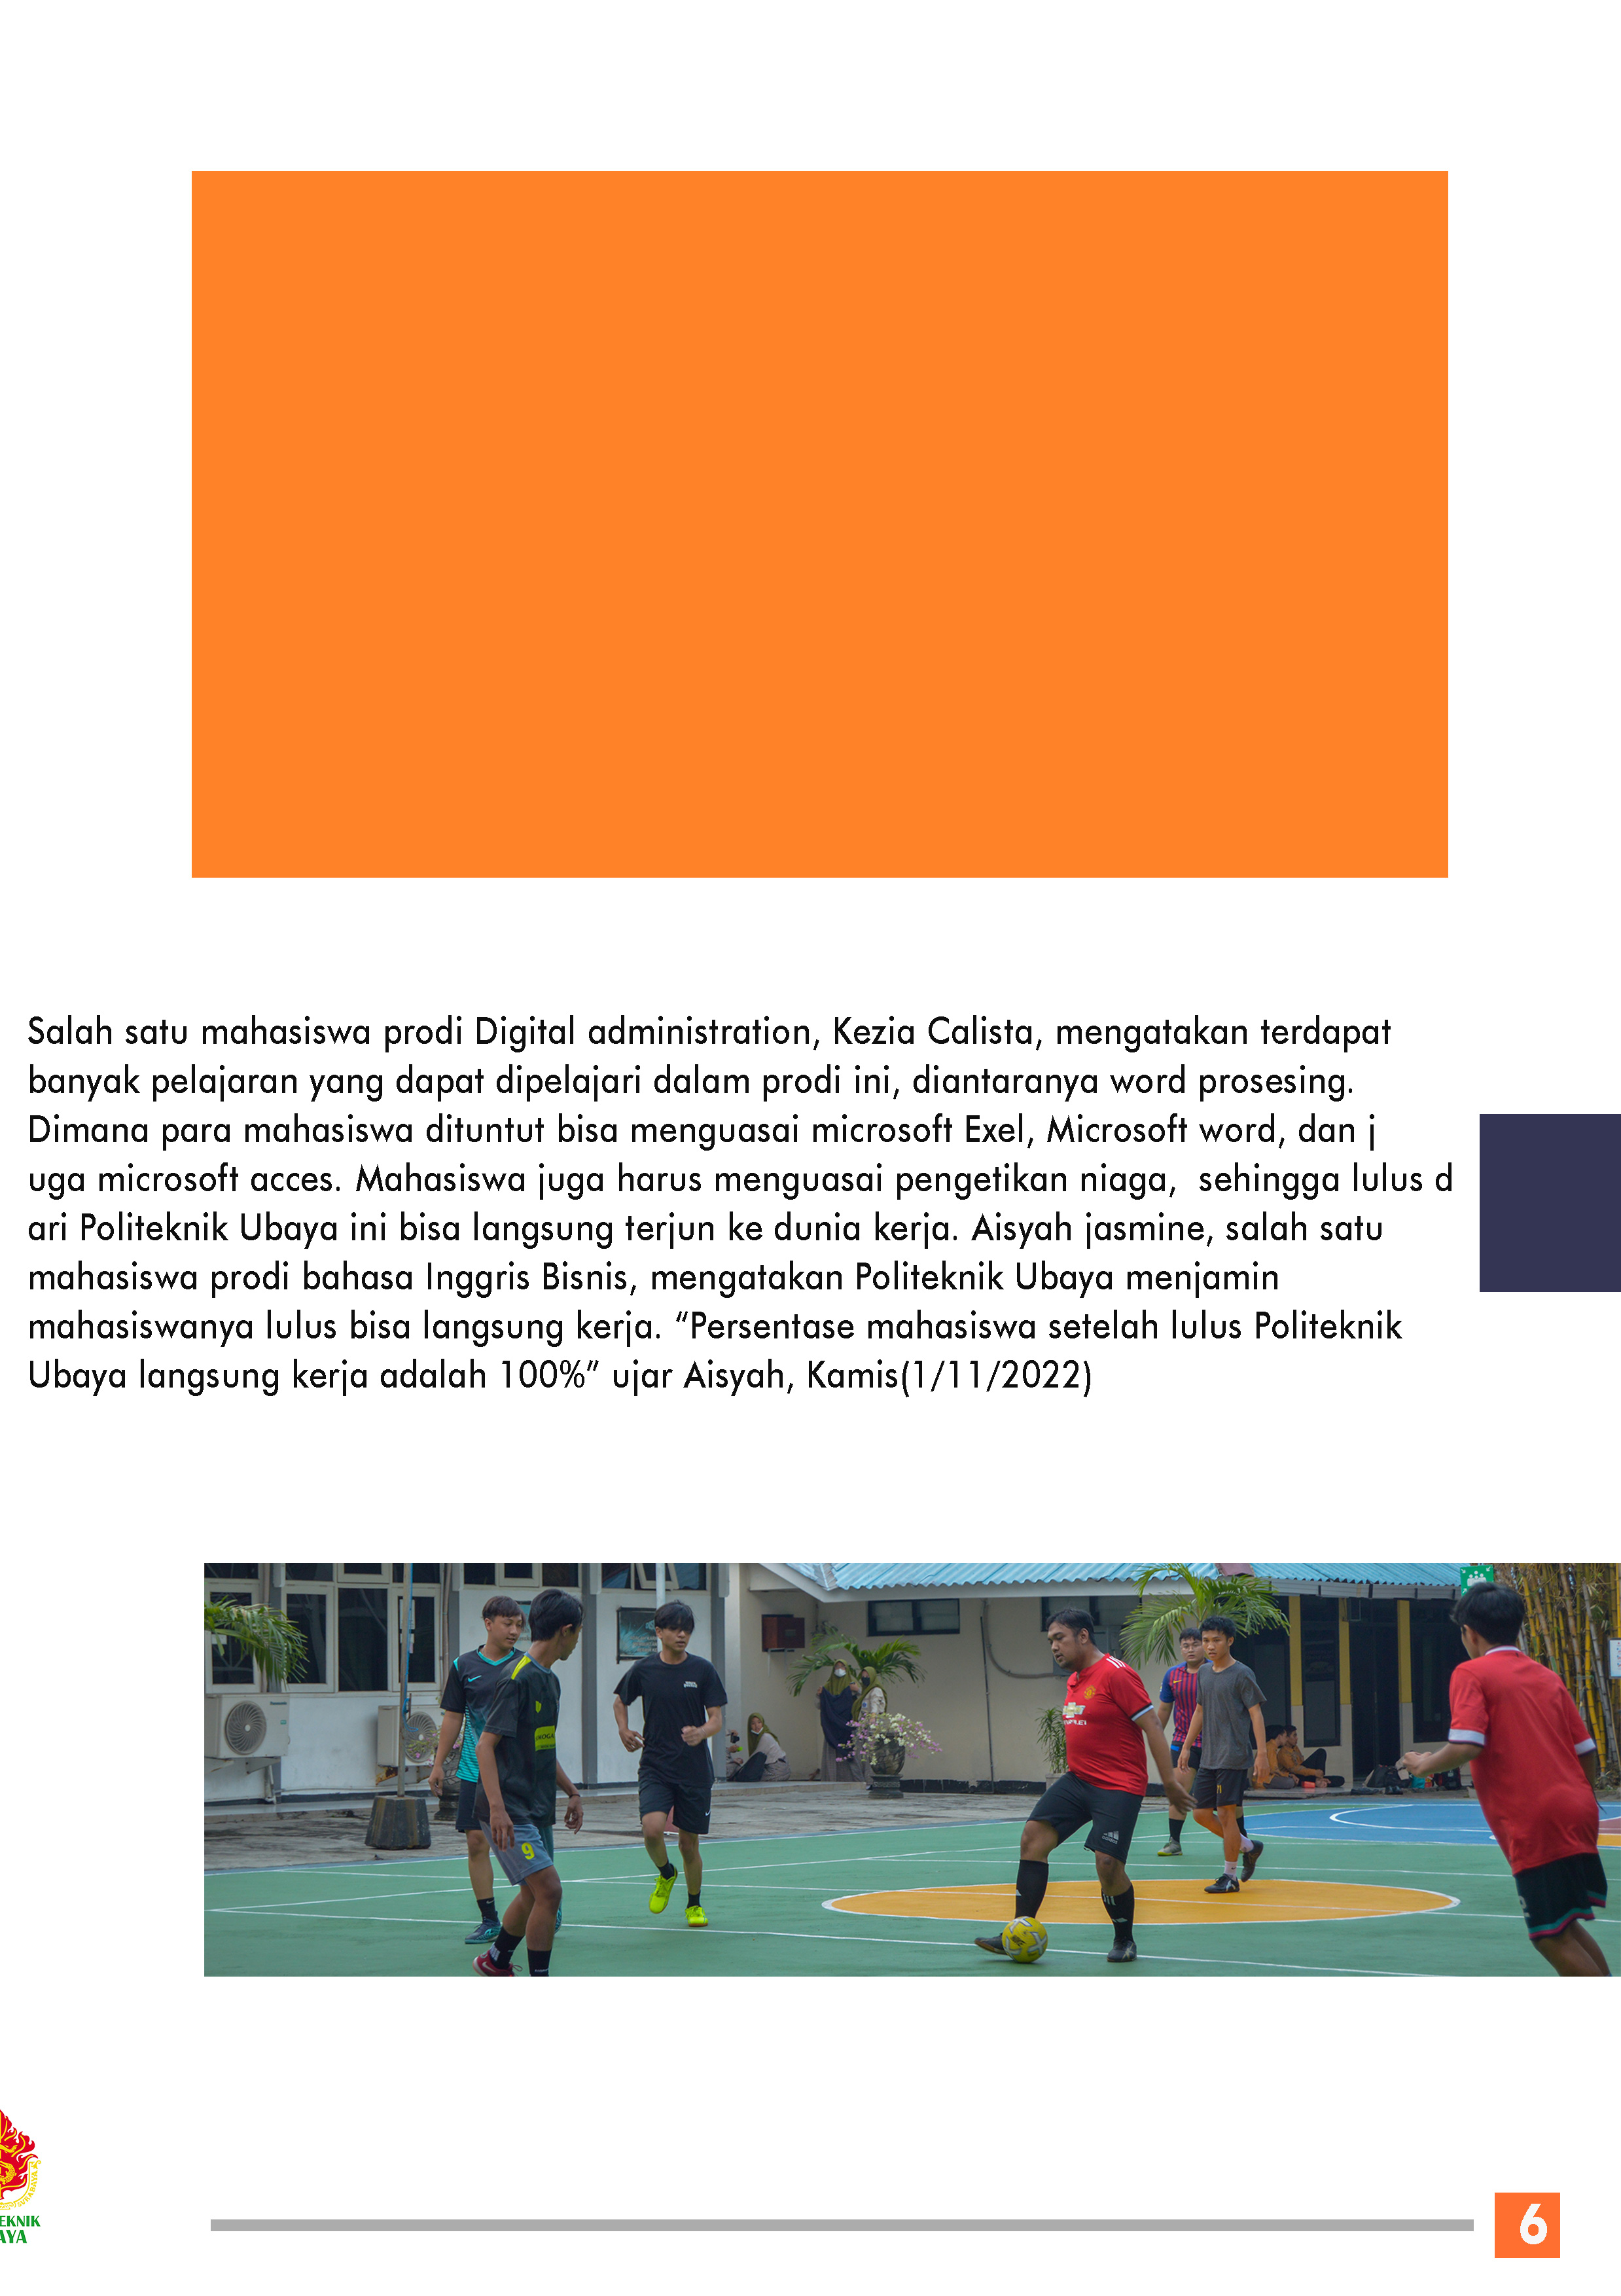 Salah satu mahasiswa prodi Digital administration, Kezia Calista, mengatakan terdapat
banyak pelajaran yang dapat dipelajari dalam prodi ini, diantaranya word prosesing.
Dimana para mahasiswa dituntut bisa menguasai microsoft Exel, Microsoft word, dan j
uga microsoft acces. Mahasiswa juga harus menguasai pengetikan niaga,  sehingga lulus d
ari Politeknik Ubaya ini bisa langsung terjun ke dunia kerja. Aisyah jasmine, salah satu
mahasiswa prodi bahasa Inggris Bisnis, mengatakan Politeknik Ubaya menjamin
mahasiswanya lulus bisa langsung kerja. “Persentase mahasiswa setelah lulus Politeknik
Ubaya langsung kerja adalah 100%” ujar Aisyah, Kamis(1/11/2022)
9
EKNIK
AYA
6